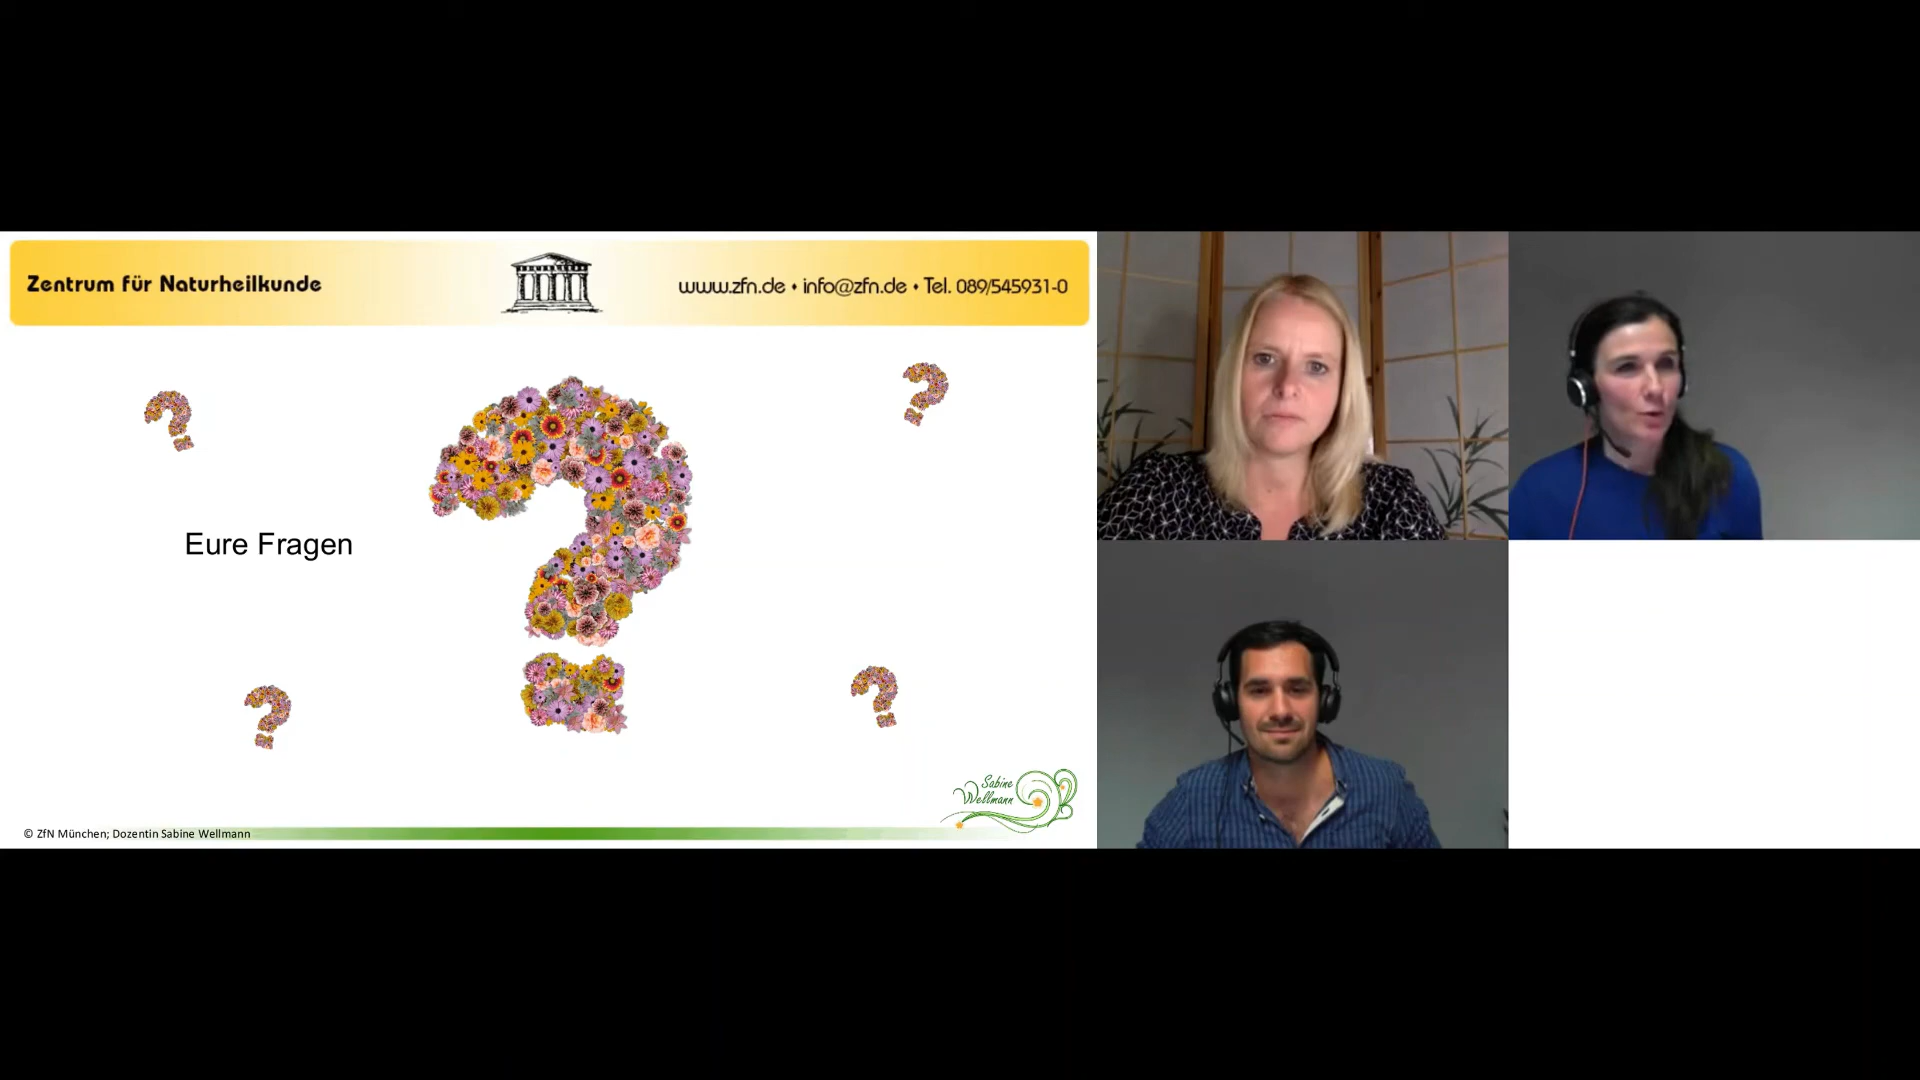 Zentrum für Naturheilkunde
www.zfn.de • info@zfn.de • Tel. 089/545931-0
Eure Fragen
Sabine
Wellmann
© ZfN München; Dozentin Sabine Wellmann